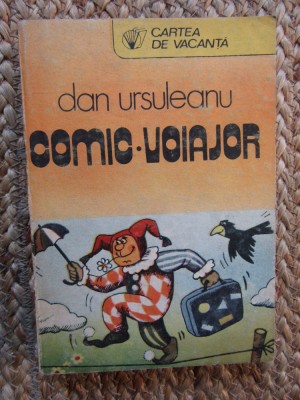 CARTEA
DE VACANȚĂ
dan ursuleanu
COMIC·VOIAJOR